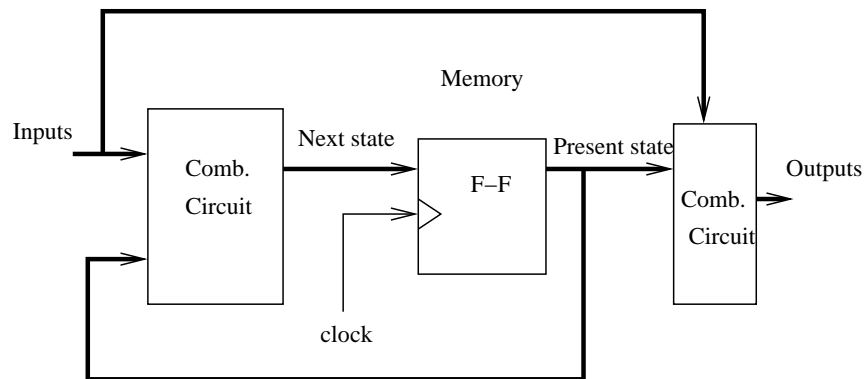 Memory
Inputs
Next state
Present state
Comb.
Circuit
F–F
Outputs
Comb.
Circuit
clock